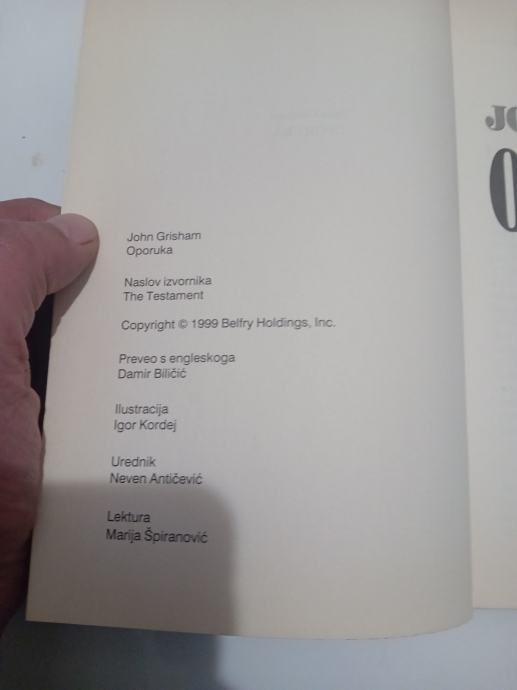 John Grisham
Oporuka
Naslov izvornika
The Testament
Copyright © 1999 Belfry Holdings, Inc.
Preveo s engleskoga
Damir Biličić
Ilustracija
Igor Kordej
Urednik
Neven Antičević
Lektura
Marija Špiranović